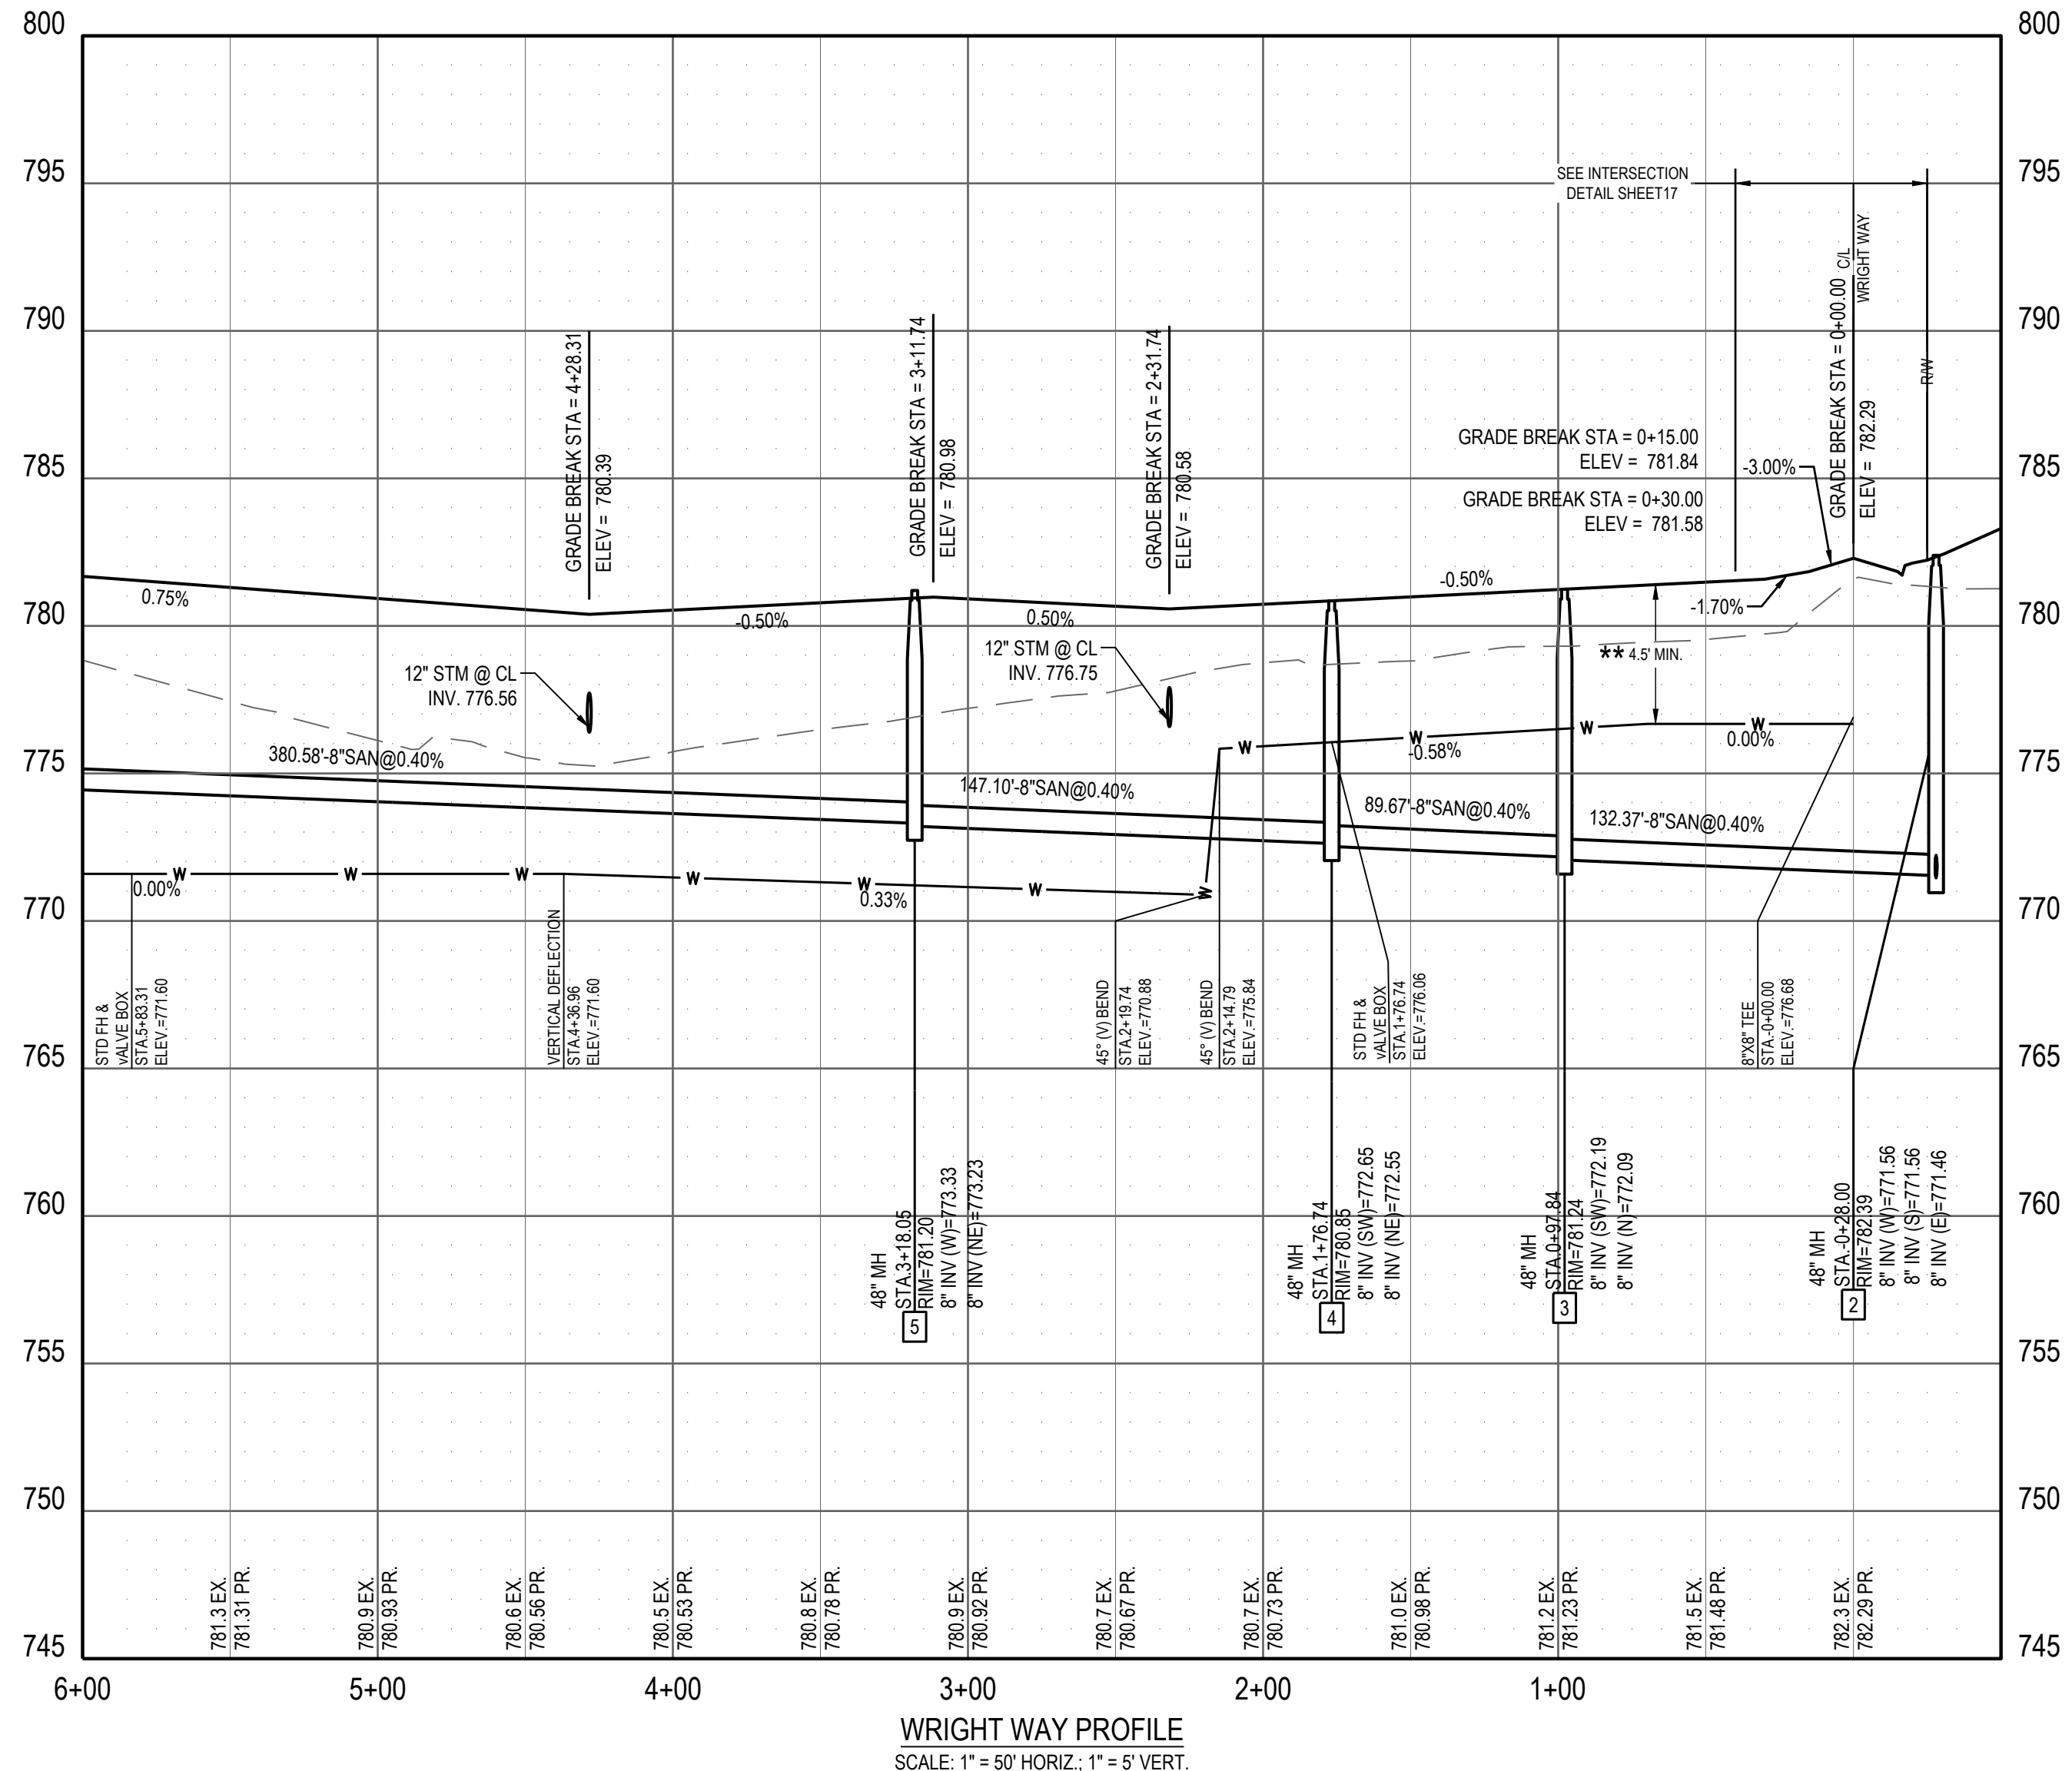 800
800
795
795
790
790
785
785
780
780
775
775
770
770
765
765
760
760
755
755
750
750
745
745
SEE INTERSECTION
DETAIL SHEET17
GRADE BREAK STA = 4+28.31
ELEV = 780.39
GRADE BREAK STA = 3+11.74
ELEV = 780.98
GRADE BREAK STA = 2+31.74
ELEV = 780.58
GRADE BREAK STA = 0+15.00
ELEV = 781.84
GRADE BREAK STA = 0+30.00
ELEV = 781.58
-3.00%
GRADE BREAK STA = 0+00.00
ELEV = 782.29
C/L
WRIGHT WAY
R/W
0.75%
-0.50%
0.50%
-0.50%
-1.70%
12" STM @ CL
INV. 776.56
12" STM @ CL
INV. 776.75
** 4.5' MIN.
380.58'-8"SAN@0.40%
147.10'-8"SAN@0.40%
89.67'-8"SAN@0.40%
132.37'-8"SAN@0.40%
W
W
W
W
W
W
W
W
W
W
W
0.00%
0.33%
-0.58%
0.00%
STD FH &
vALVE BOX
STA.5+83.31
ELEV.=771.60
VERTICAL DEFLECTION
STA.4+36.96
ELEV.=771.60
45° (V) BEND
STA.2+19.74
ELEV.=770.88
45° (V) BEND
STA.2+14.79
ELEV.=775.84
STD FH &
vALVE BOX
STA.1+76.74
ELEV.=776.06
8"X8" TEE
STA.-0+00.00
ELEV.=776.68
48" MH
STA.3+18.05
RIM=781.20
8" INV (W)=773.33
8" INV (NE)=773.23
5
48" MH
STA.1+76.74
RIM=780.85
8" INV (SW)=772.65
8" INV (NE)=772.55
4
48" MH
STA.0+97.84
RIM=781.24
8" INV (SW)=772.19
8" INV (N)=772.09
3
48" MH
STA.-0+28.00
RIM=782.39
8" INV (W)=771.56
8" INV (S)=771.56
8" INV (E)=771.46
2
781.3 EX.
781.31 PR.
780.9 EX.
780.93 PR.
780.6 EX.
780.56 PR.
780.5 EX.
780.53 PR.
780.8 EX.
780.78 PR.
780.9 EX.
780.92 PR.
780.7 EX.
780.67 PR.
780.7 EX.
780.73 PR.
781.0 EX.
780.98 PR.
781.2 EX.
781.23 PR.
781.5 EX.
781.48 PR.
782.3 EX.
782.29 PR.
6+00
5+00
4+00
3+00
2+00
1+00
WRIGHT WAY PROFILE
SCALE: 1" = 50' HORIZ.; 1" = 5' VERT.